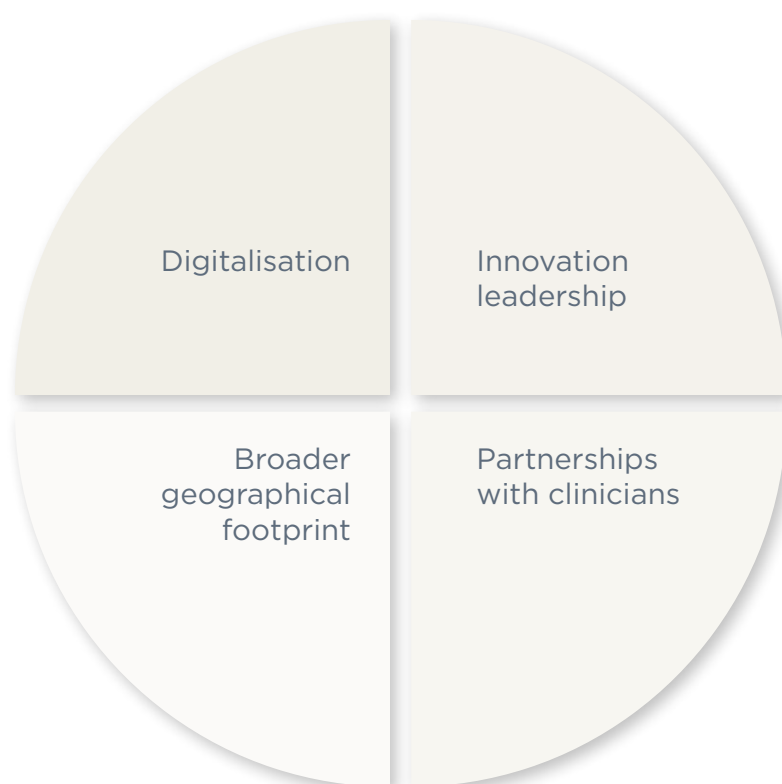 Digitalisation
Innovation
leadership
Broader
geographical
footprint
Partnerships
with clinicians